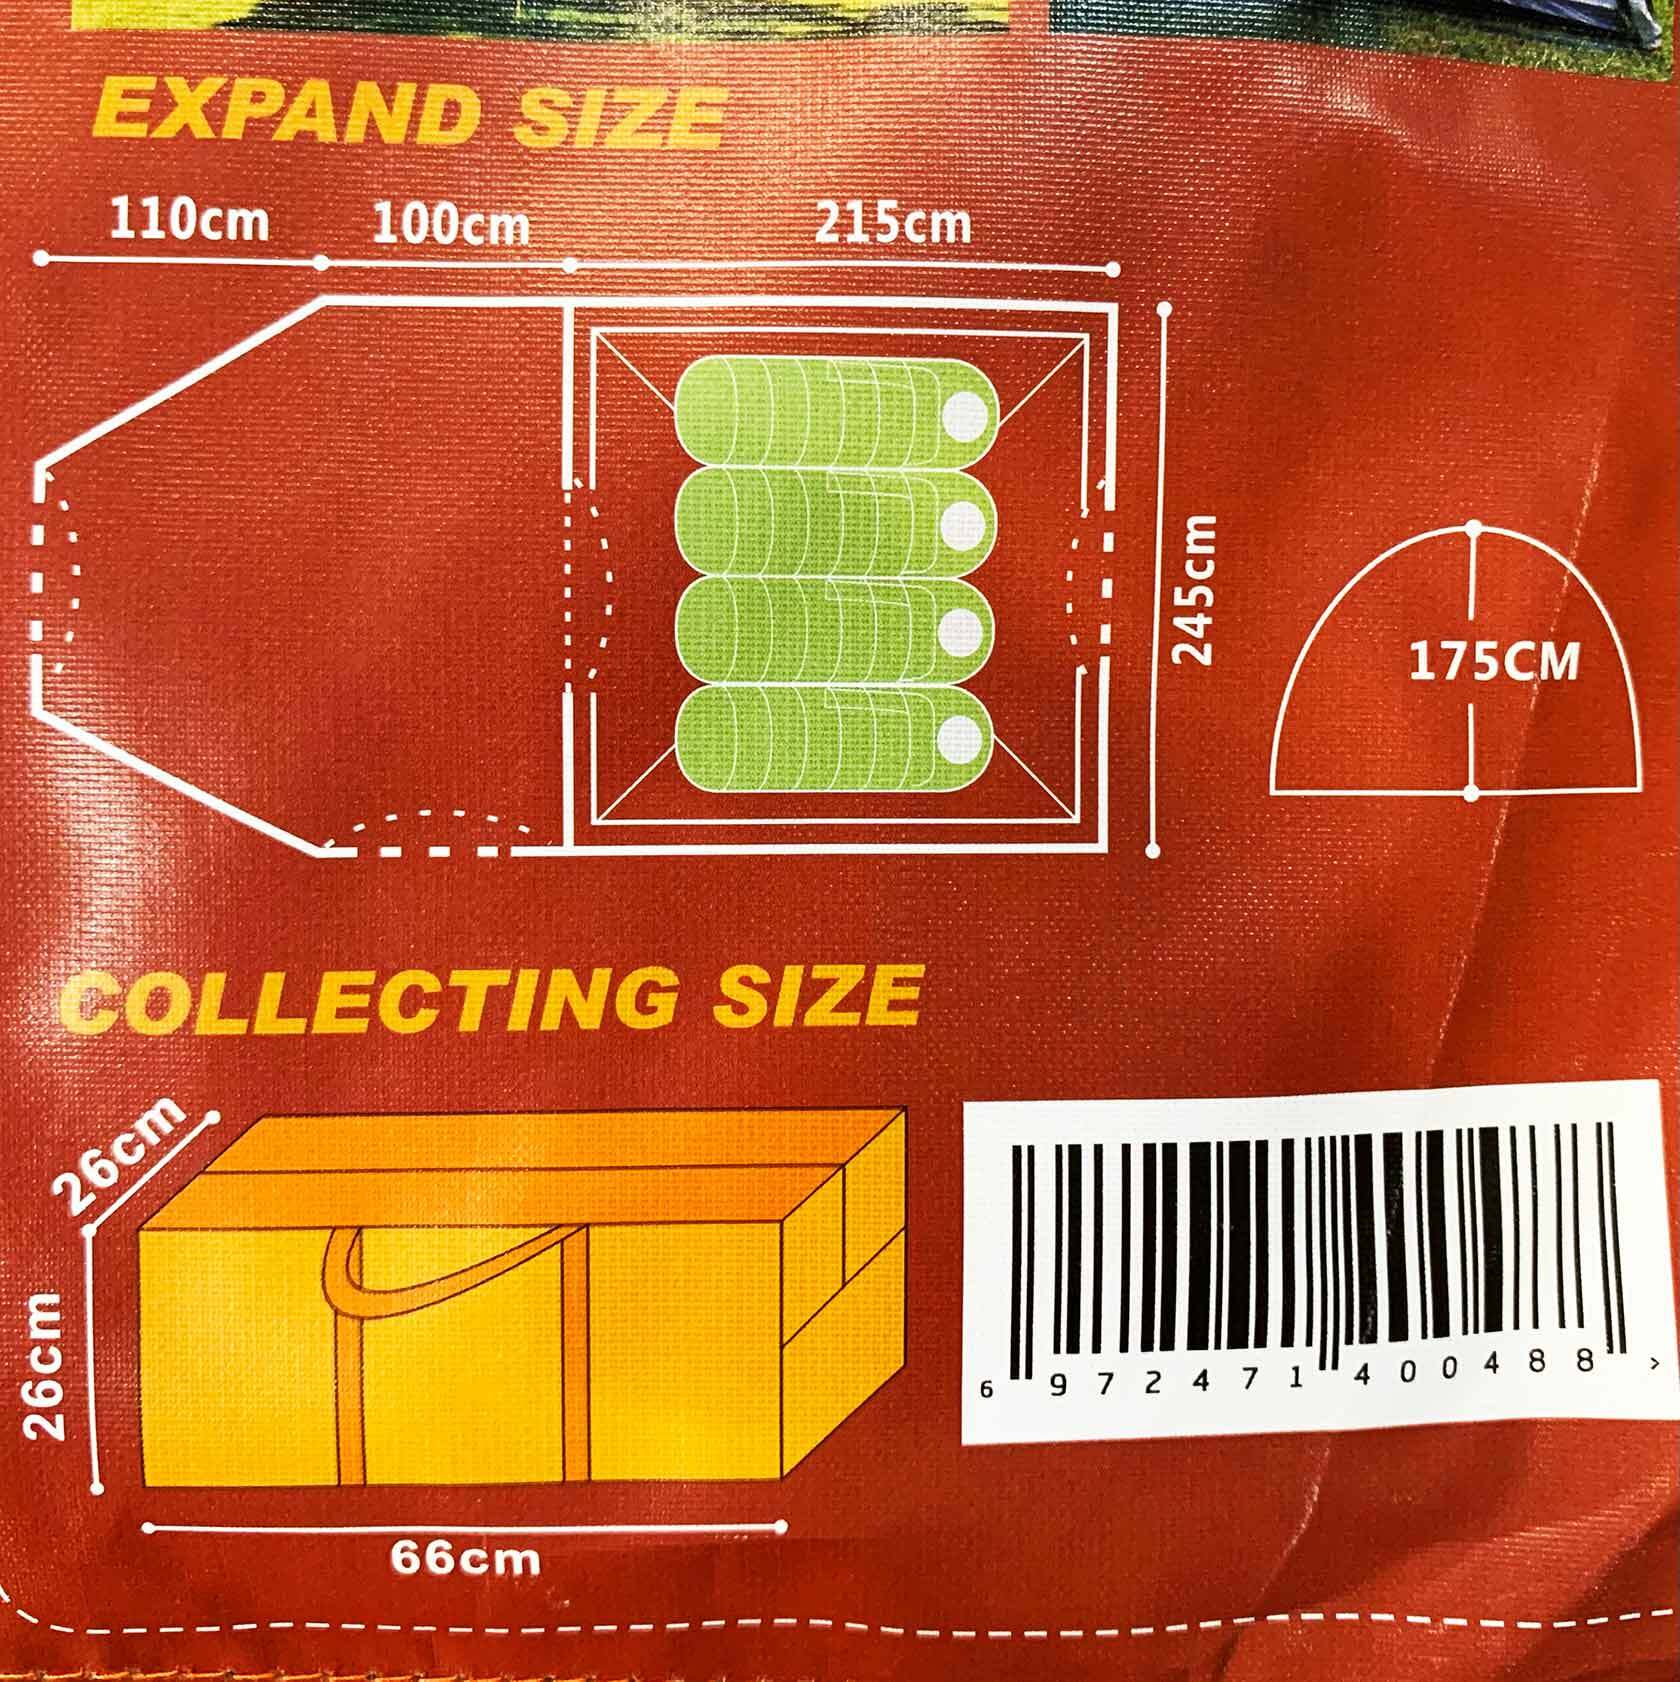 EXPAND SIZE
110cm 100cm 215cm
245cm
175CM
COLLECTING SIZE
26cm
26cm
66cm
6 972471 400488 >